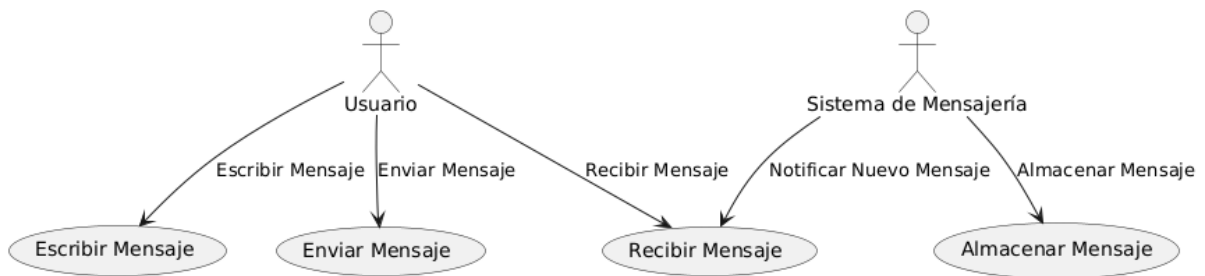 Usuario
Sistema de Mensajería
Escribir Mensaje
Enviar Mensaje
Recibir Mensaje
Notificar Nuevo Mensaje
Almacenar Mensaje
Escribir Mensaje
Enviar Mensaje
Recibir Mensaje
Almacenar Mensaje